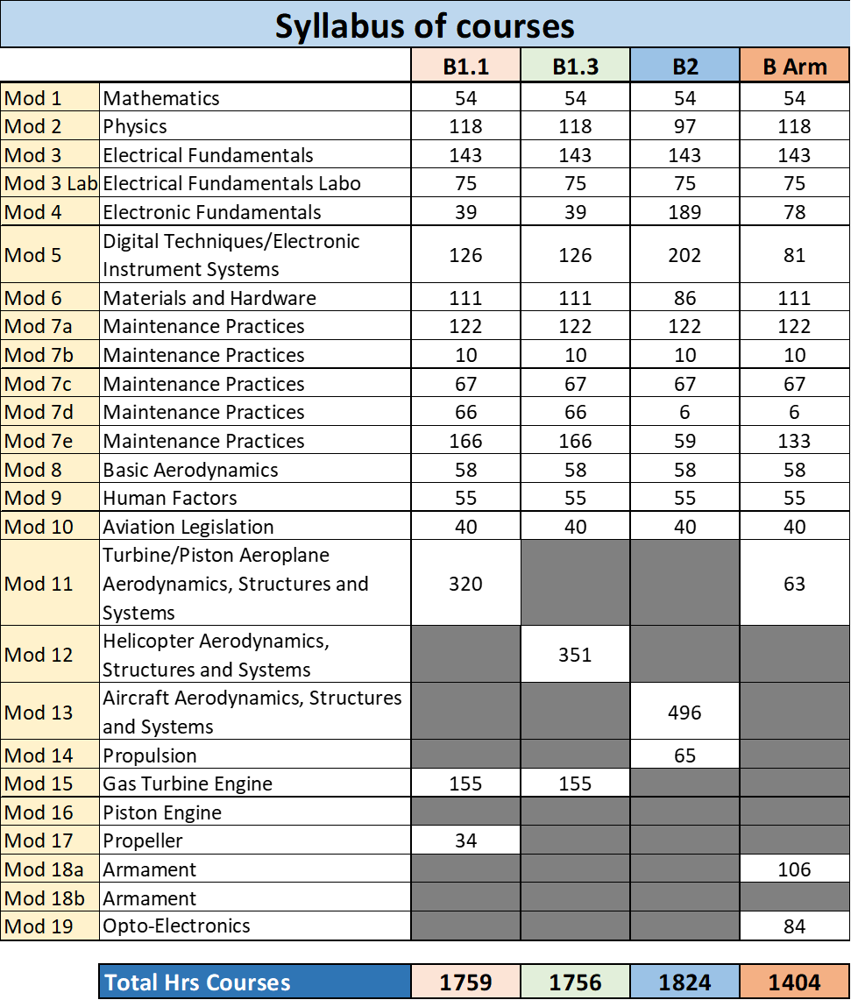 Syllabus of courses
B1.1 B1.3 B2 B Arm
Mod 1 Mathematics 54 54 54 54
Mod 2 Physics 118 118 97 118
Mod 3 Electrical Fundamentals 143 143 143 143
Mod 3 Lab Electrical Fundamentals Labo 75 75 75 75
Mod 4 Electronic Fundamentals 39 39 189 78
Mod 5 Digital Techniques/Electronic
Instrument Systems 126 126 202 81
Mod 6 Materials and Hardware 111 111 86 111
Mod 7a Maintenance Practices 122 122 122 122
Mod 7b Maintenance Practices 10 10 10 10
Mod 7c Maintenance Practices 67 67 67 67
Mod 7d Maintenance Practices 66 66 6 6
Mod 7e Maintenance Practices 166 166 59 133
Mod 8 Basic Aerodynamics 58 58 58 58
Mod 9 Human Factors 55 55 55 55
Mod 10 Aviation Legislation 40 40 40 40
Turbine/Piston Aeroplane
Mod 11 Aerodynamics, Structures and 320 63
Systems
Mod 12 Helicopter Aerodynamics,
Structures and Systems 351
Mod 13 Aircraft Aerodynamics, Structures
and Systems 496
Mod 14 Propulsion 65
Mod 15 Gas Turbine Engine 155 155
Mod 16 Piston Engine
Mod 17 Propeller 34
Mod 18a Armament 106
Mod 18b Armament
Mod 19 Opto-Electronics 84
Total Hrs Courses 1759 1756 1824 1404